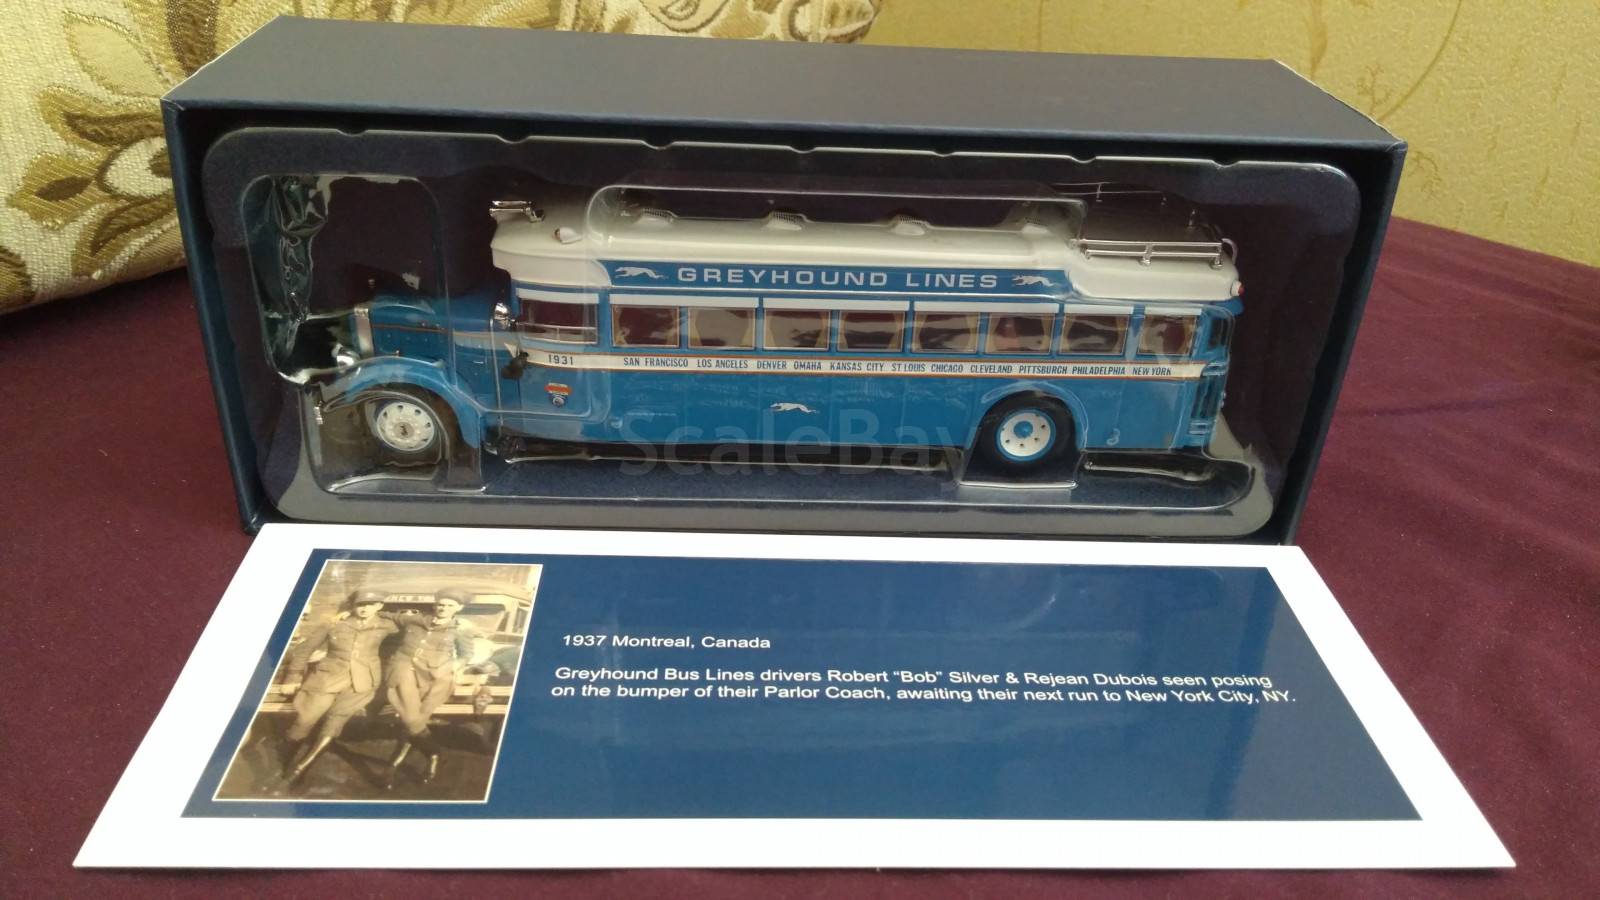 GREYHOUND LINES
1931
SAN FRANCISCO LOS ANGELES DENVER OMAHA KANSAS CITY ST LOUIS CHICAGO CLEVELAND PITTSBURGH PHILADELPHIA NEW YORK
ScaleBay
1937 Montreal, Canada
Greyhound Bus Lines drivers Robert “Bob” Silver & Rejean Dubois seen posing
on the bumper of their Parlor Coach, awaiting their next run to New York City, NY.